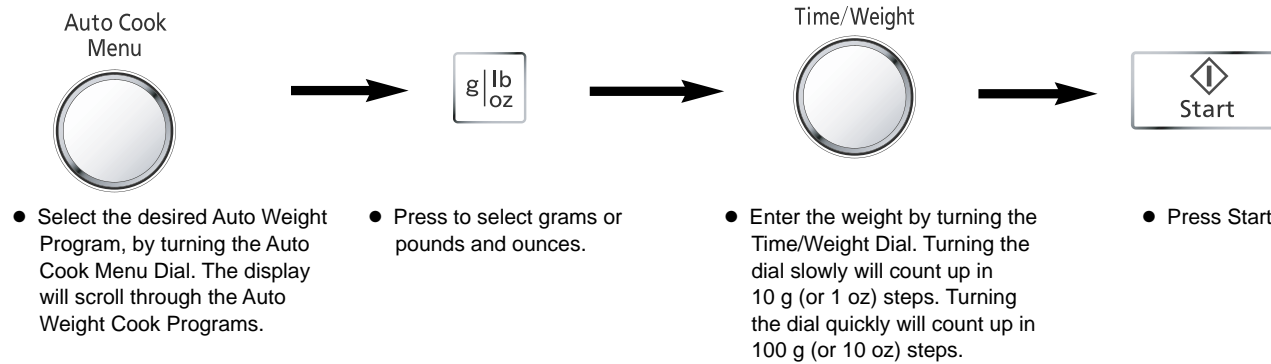 Auto Cook
Menu
g lb
oz
Time/Weight
Start
● Select the desired Auto Weight
Program, by turning the Auto
Cook Menu Dial. The display
will scroll through the Auto
Weight Cook Programs.
● Press to select grams or
pounds and ounces.
● Enter the weight by turning the
Time/Weight Dial. Turning the
dial slowly will count up in
10 g (or 1 oz) steps. Turning
the dial quickly will count up in
100 g (or 10 oz) steps.
● Press Start